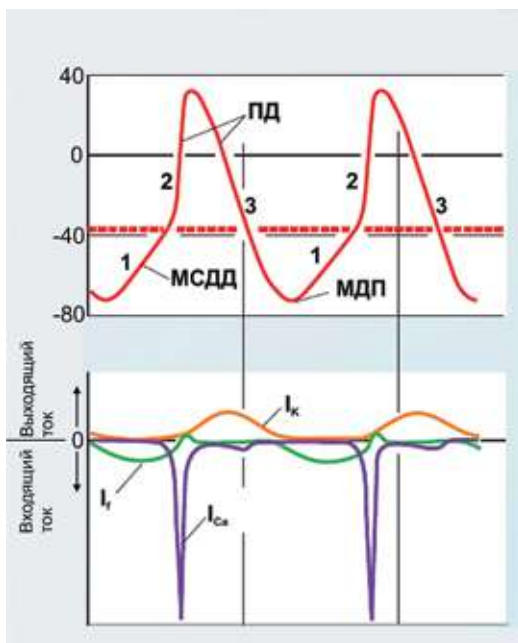 40
ПД
0
2
2
3
3
-40
1
1
МСДД
МДП
-80
Выходящий
ток
Iк
0
Входящий
ток
If
ICa